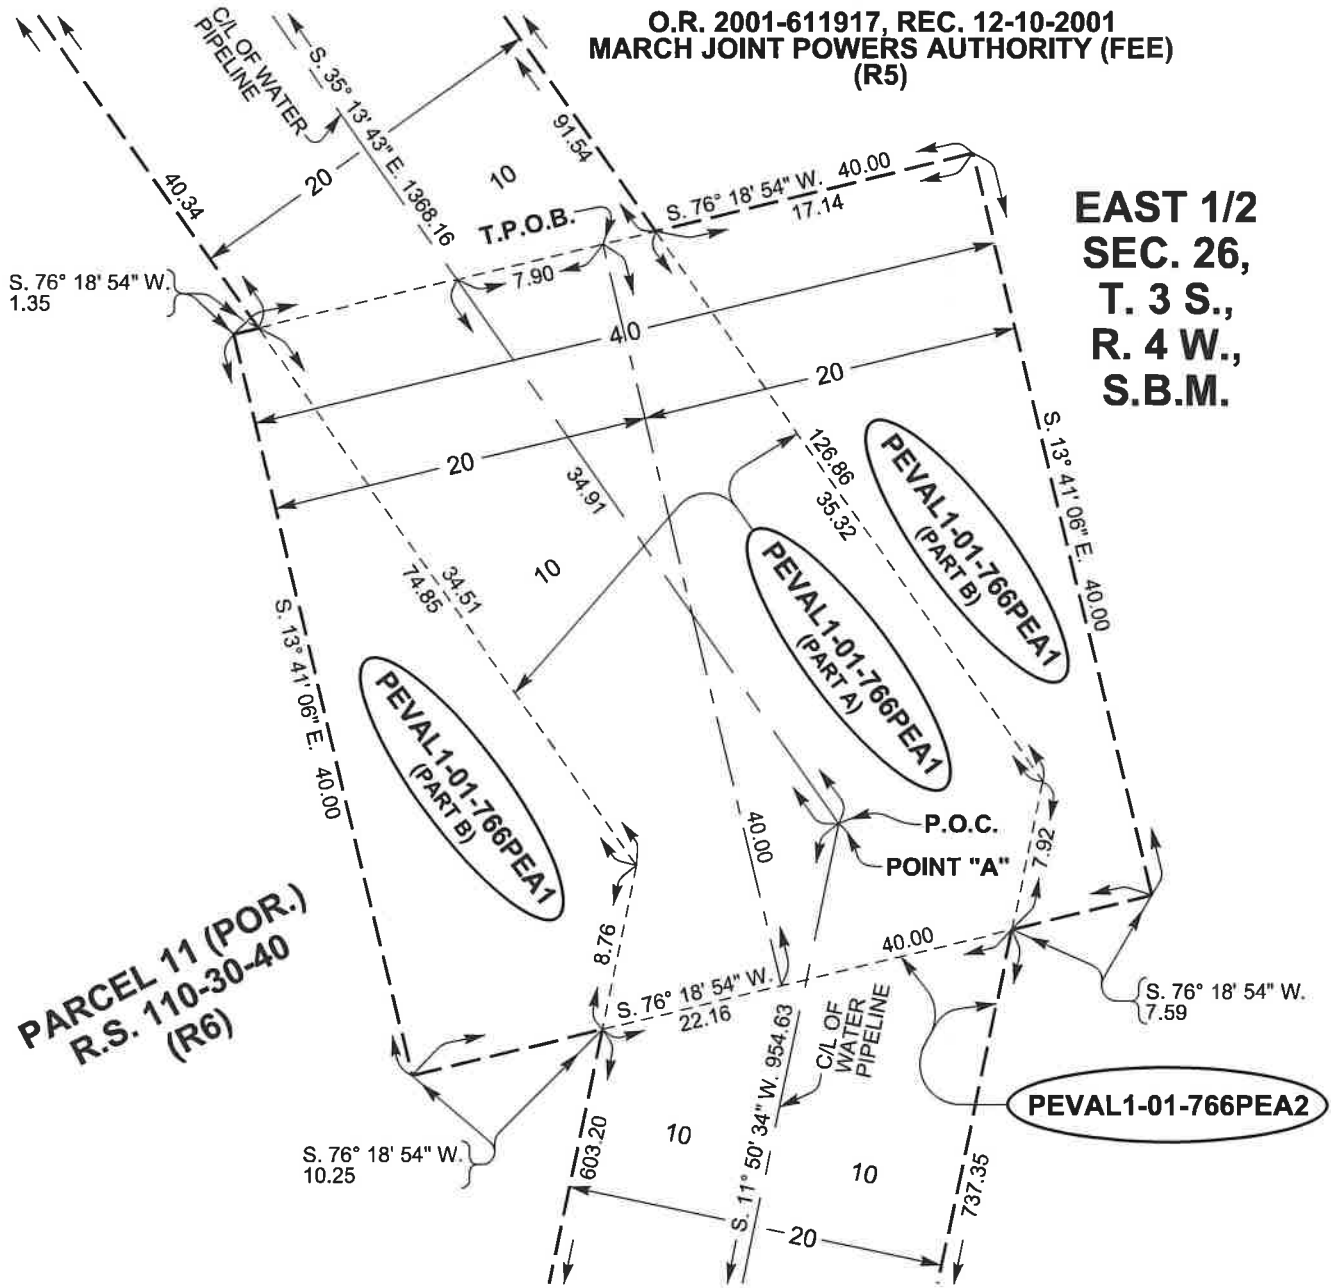 O.R. 2001-611917, REC. 12-10-2001
MARCH JOINT POWERS AUTHORITY (FEE)
(R5)
C/L OF WATER
PIPELINE
S. 35° 13' 43" E. 1368.16
91.54
40.34
20
10
T.P.O.B.
S. 76° 18' 54" W. 40.00
17.14
EAST 1/2
SEC. 26,
T. 3 S.,
R. 4 W.,
S.B.M.
S. 76° 18' 54" W.
1.35
7.90
40
20
20
34.91
126.86
35.32
S. 13° 41' 06" E. 40.00
PEVAL1-01-766PEA1
(PART B)
PEVAL1-01-766PEA1
(PART A)
10
34.51
74.85
S. 13° 41' 06" E. 40.00
PEVAL1-01-766PEA1
(PART B)
40.00
P.O.C.
POINT "A"
7.92
8.76
PARCEL 11 (POR.)
R.S. 110-30-40
(R6)
S. 76° 18' 54" W.
22.16
40.00
S. 76° 18' 54" W.
7.59
C/L OF
WATER
PIPELINE
S. 11° 50' 34" W. 954.63
PEVAL1-01-766PEA2
S. 76° 18' 54" W.
10.25
603.20
10
10
737.35
20